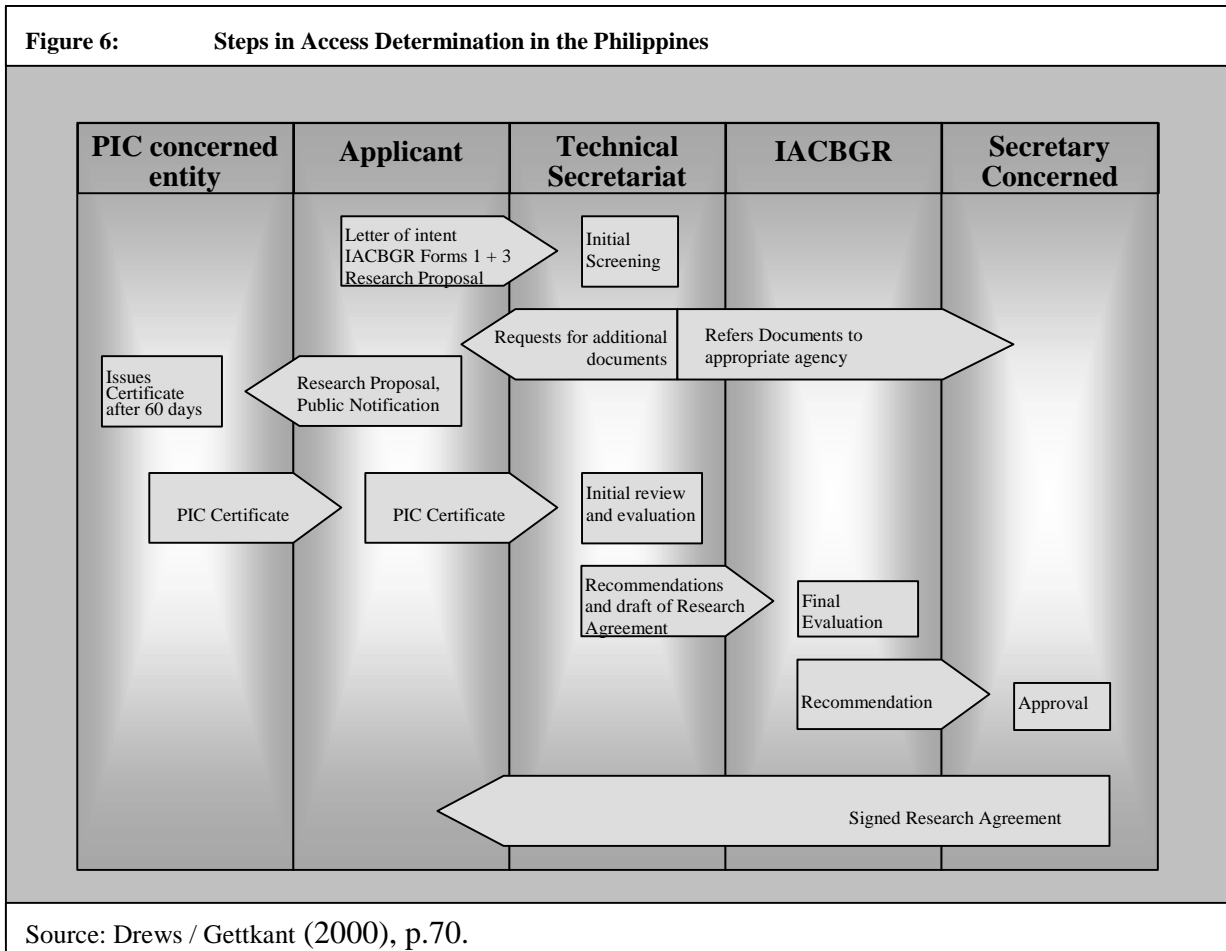 Figure 6: Steps in Access Determination in the Philippines
PIC concerned
entity
Applicant
Technical
Secretariat
IACBGR
Secretary
Concerned
Letter of intent
IACBGR Forms 1 + 3
Research Proposal
Initial
Screening
Requests for additional
documents
Refers Documents to
appropriate agency
Issues
Certificate
after 60 days
Research Proposal,
Public Notification
PIC Certificate
PIC Certificate
Initial review
and evaluation
Recommendations
and draft of Research
Agreement
Final
Evaluation
Recommendation
Approval
Signed Research Agreement
Source: Drews / Gettkant (2000), p.70.